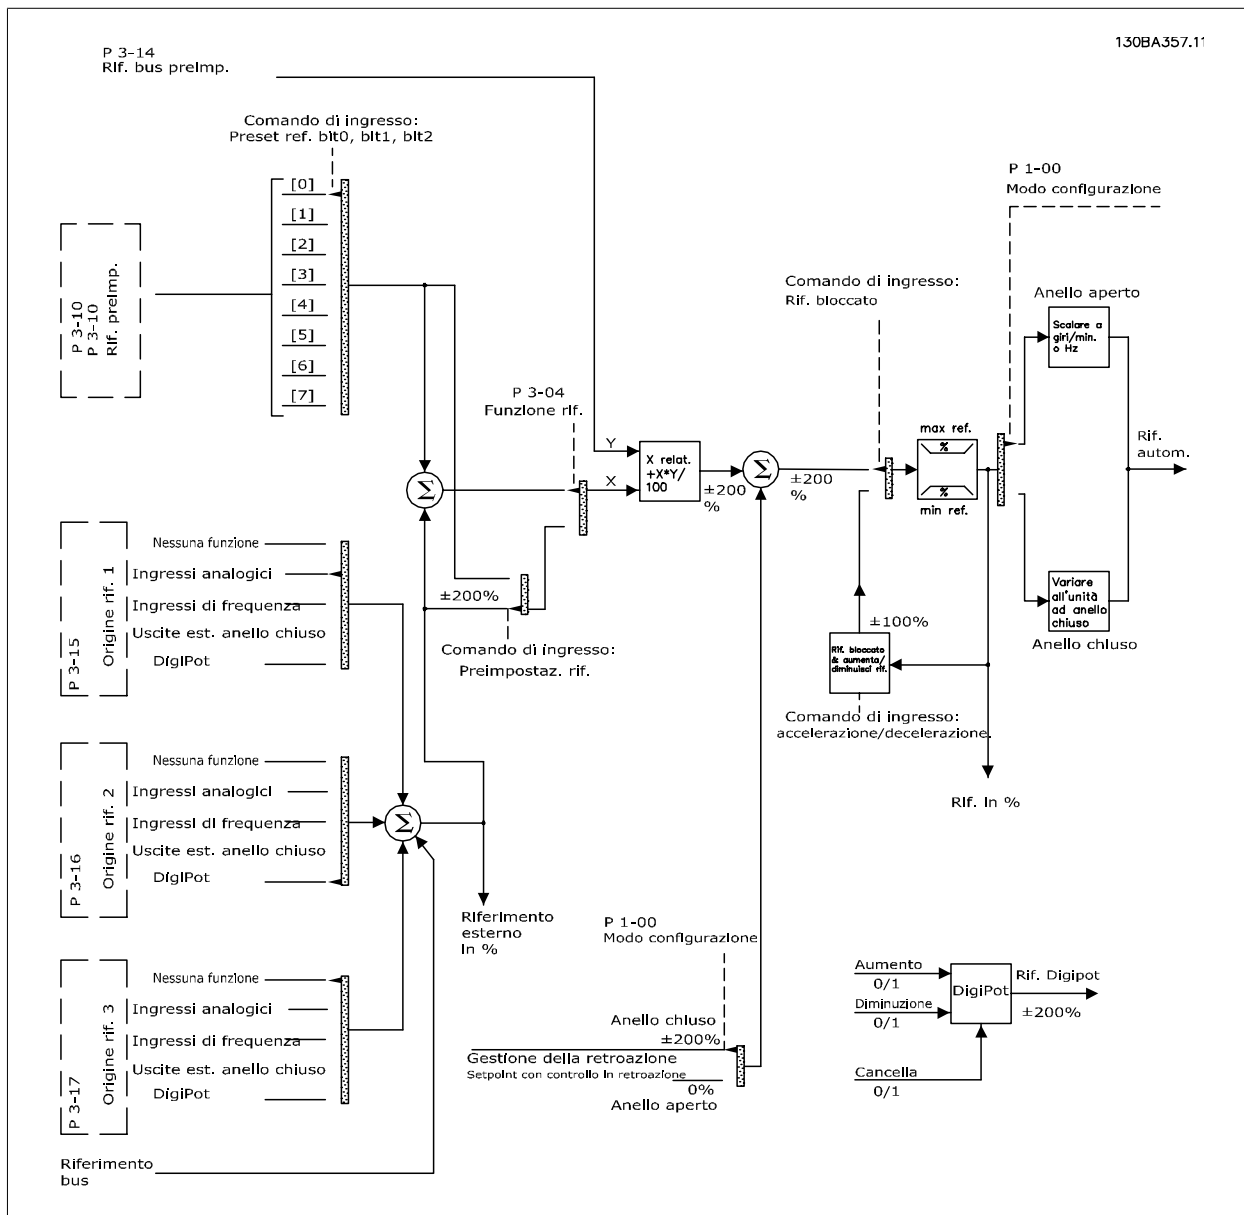 130BA357.11
P 3-14
Rif. bus preimp.
Comando di ingresso:
Preset ref. bit0, bit1, bit2
[0]
[1]
[2]
[3]
[4]
[5]
[6]
[7]
P 3-10
P 3-10
Rif. preimp.
P 1-00
Modo configurazione
Comando di ingresso:
Rif. bloccato
Anello aperto
Scalare a
giri/min.
o Hz
P 3-04
Funzione rif.
Y
X
X relat.
+X*Y/
100
±200
%
Σ
±200
%
max ref.
%
%
min ref.
Rif.
autom.
Σ
P 3-15
Origine rif. 1
Nessuna funzione
Ingressi analogici
Ingressi di frequenza
Uscite est. anello chiuso
DigiPot
±200%
Comando di ingresso:
Preimpostaz. rif.
±100%
Rif. bloccato
& aumenta/
diminuisci rif.
Comando di ingresso:
accelerazione/decelerazione.
Variare
all'unità
ad anello
chiuso
Anello chiuso
Rif. in %
P 3-16
Origine rif. 2
Nessuna funzione
Ingressi analogici
Ingressi di frequenza
Uscite est. anello chiuso
DigiPot
Σ
Riferimento
esterno
in %
P 3-17
Origine rif. 3
Nessuna funzione
Ingressi analogici
Ingressi di frequenza
Uscite est. anello chiuso
DigiPot
Riferimento
bus
P 1-00
Modo configurazione
Anello chiuso
±200%
Gestione della retroazione
Setpoint con controllo in retroazione
0%
Anello aperto
Aumento
0/1
Diminuzione
0/1
Cancella
0/1
DigiPot
Rif. Digipot
±200%